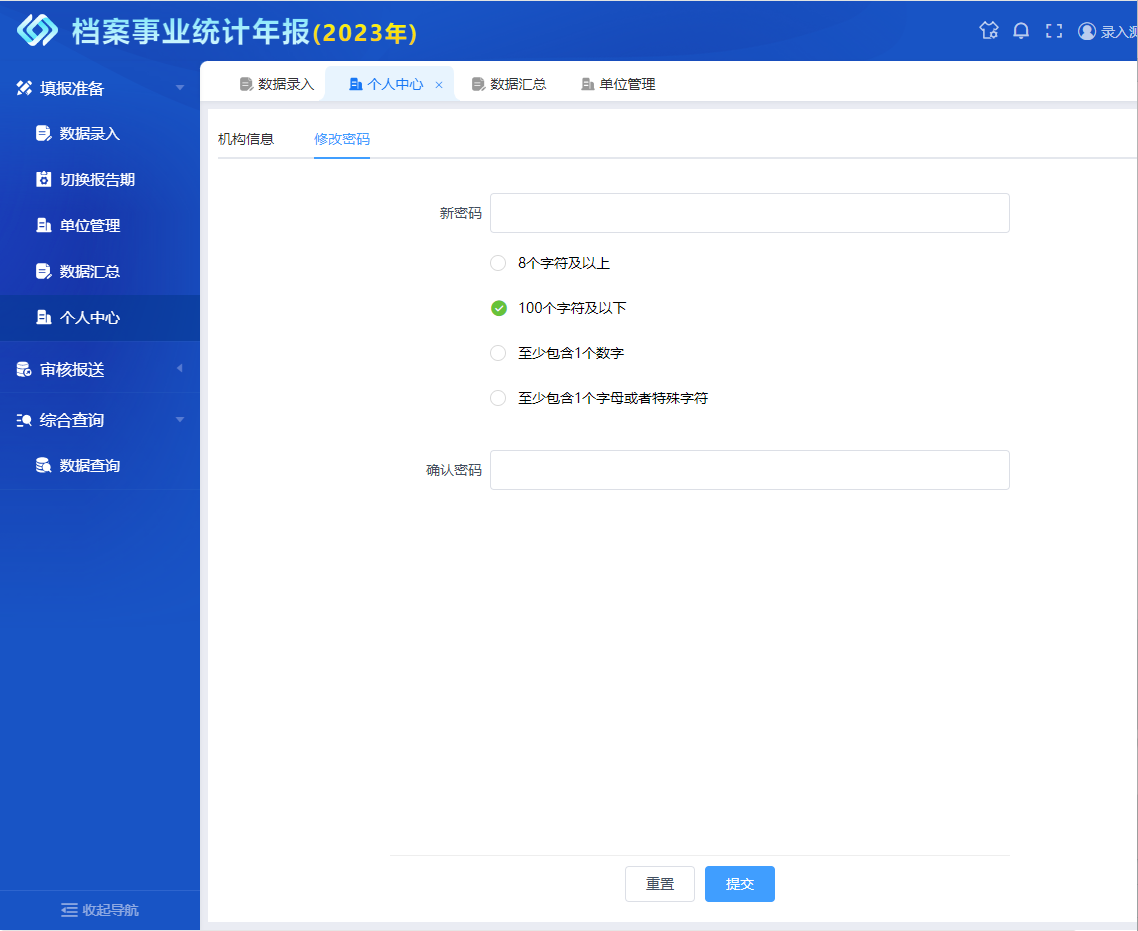 档案事业统计年报(2023年)
录入测
填报准备
数据录入
切换报告期
单位管理
数据汇总
个人中心
审核报送
综合查询
数据查询
收起导航
数据录入 个人中心 × 数据汇总 单位管理
机构信息 修改密码
新密码
8个字符及以上
100个字符及以下
至少包含1个数字
至少包含1个字母或者特殊字符
确认密码
重置 提交